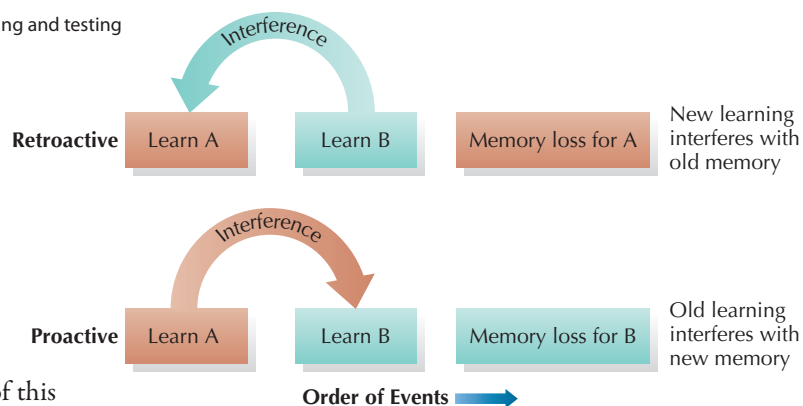 ng and testing
Interference
Retroactive
Learn A
Learn B
Memory loss for A
New learning
interferes with
old memory
Interference
Proactive
Learn A
Learn B
Memory loss for B
Old learning
interferes with
new memory
of this
Order of Events